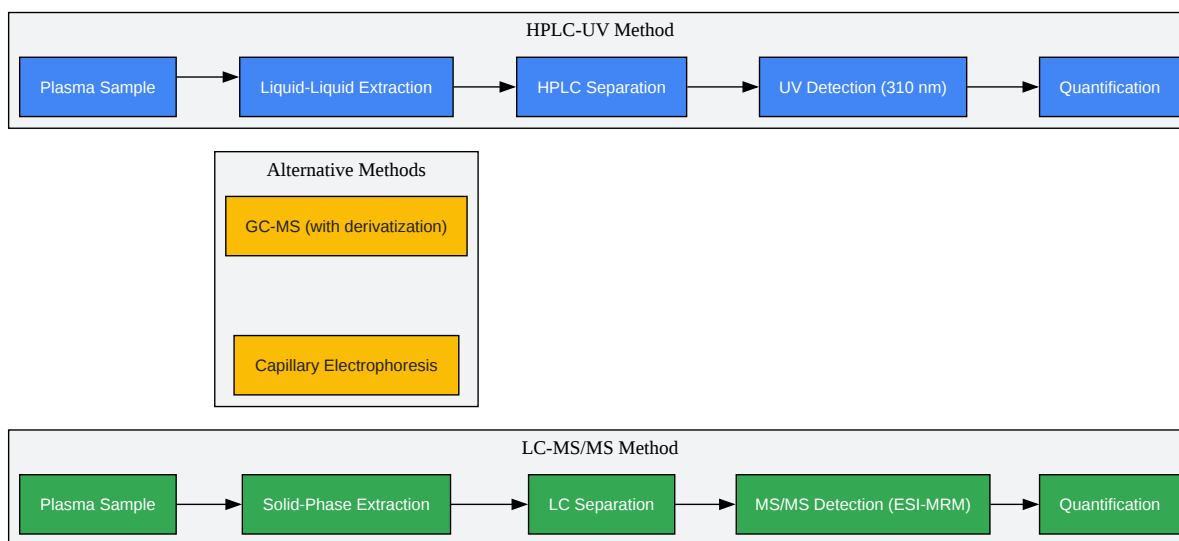 HPLC-UV Method
Plasma Sample
Liquid-Liquid Extraction
HPLC Separation
UV Detection (310 nm)
Quantification
Alternative Methods
GC-MS (with derivatization)
Capillary Electrophoresis
LC-MS/MS Method
Plasma Sample
Solid-Phase Extraction
LC Separation
MS/MS Detection (ESI-MRM)
Quantification